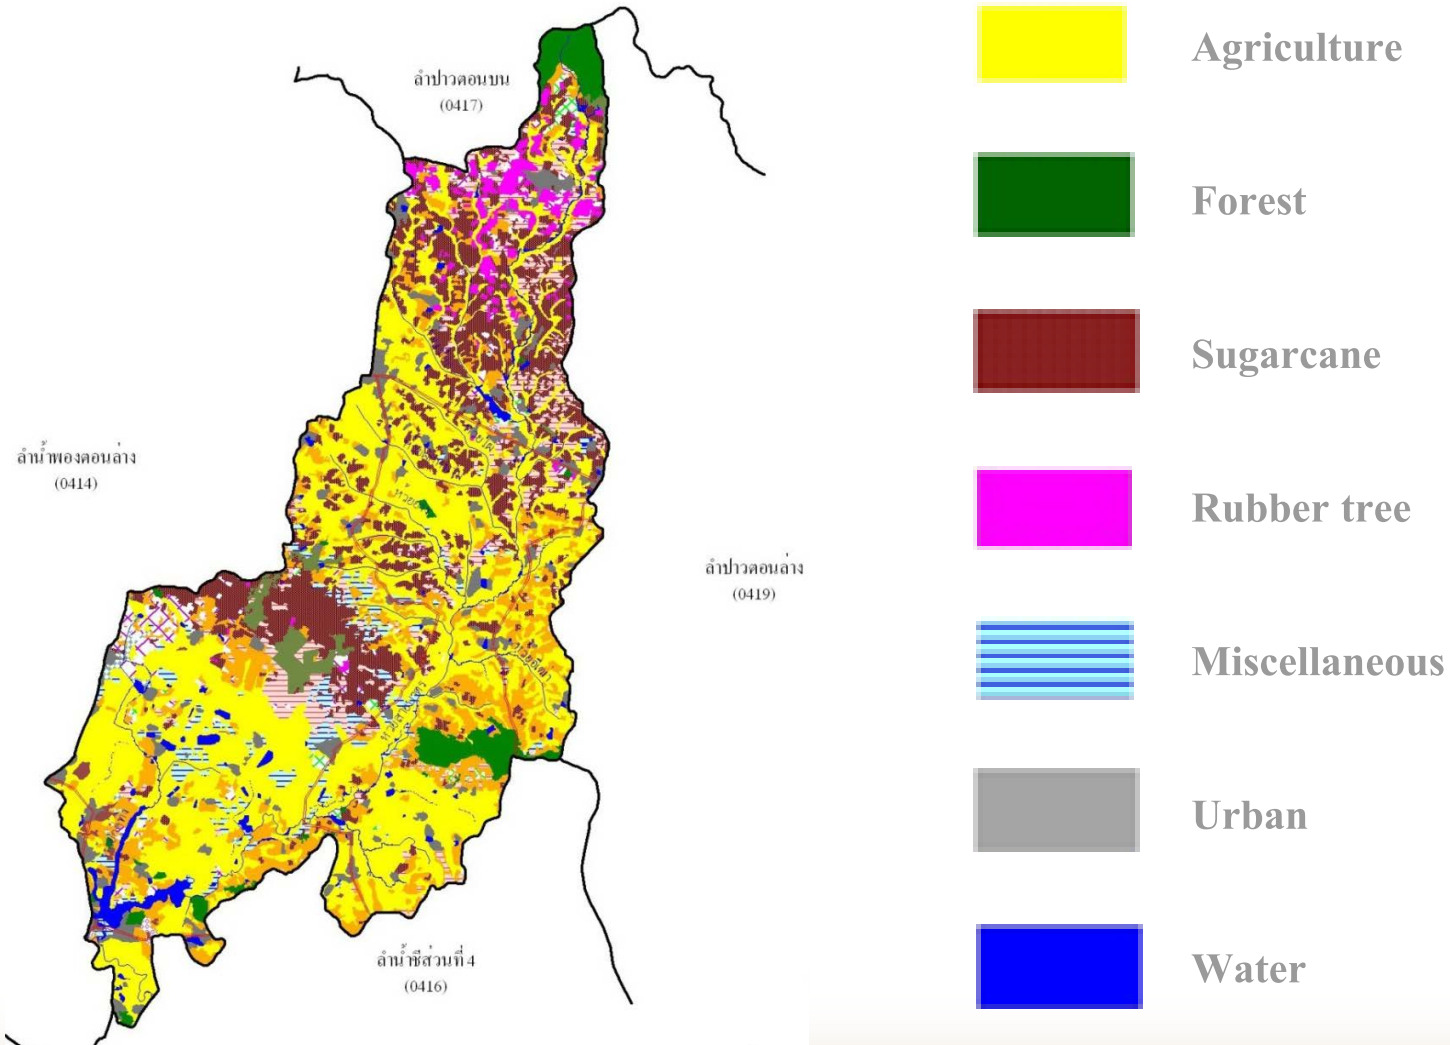 ลำปาวตอนบน
(0417)
ลำน้ำพองตอนล่าง
(0414)
ลำปาวตอนล่าง
(0419)
ลำน้ำชีส่วนที่ 4
(0416)
Agriculture
Forest
Sugarcane
Rubber tree
Miscellaneous
Urban
Water